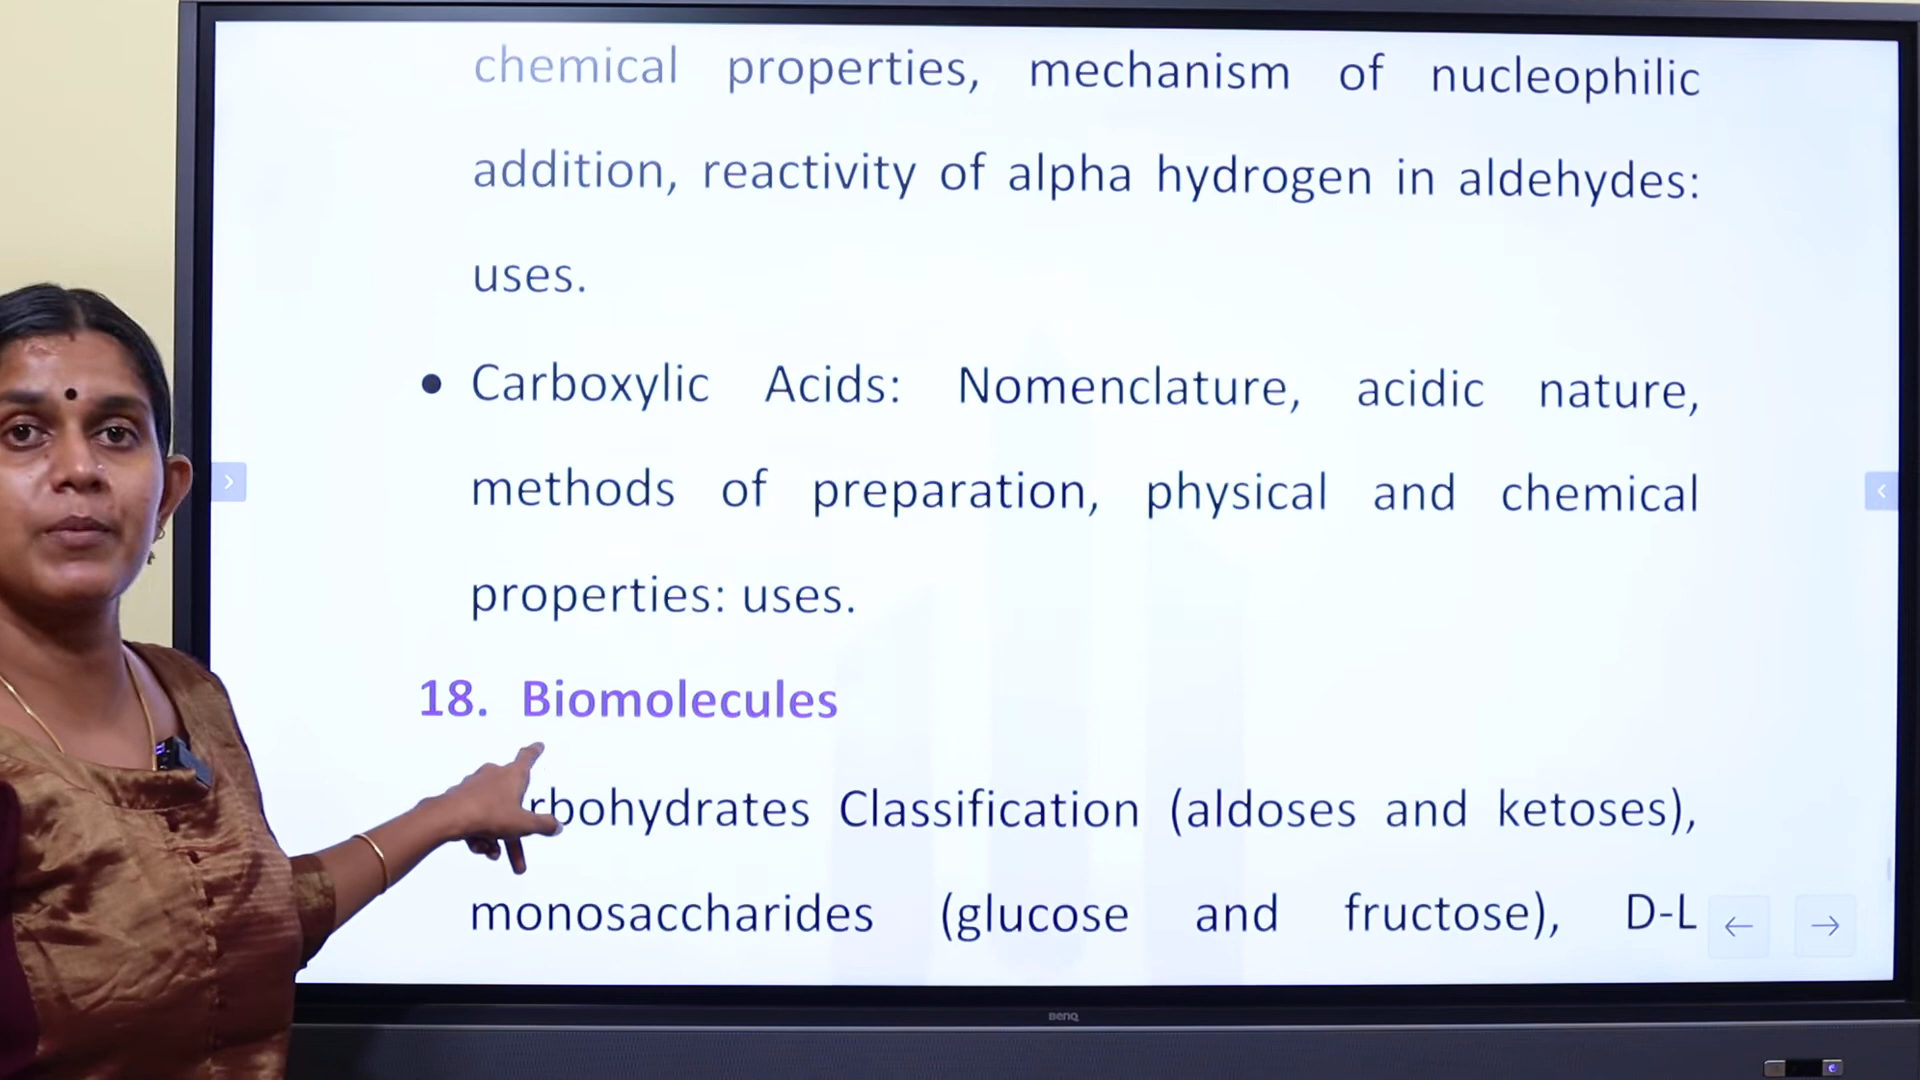 chemical properties, mechanism of nucleophilic
addition, reactivity of alpha hydrogen in aldehydes:
uses.
• Carboxylic Acids: Nomenclature, acidic nature,
methods of preparation, physical and chemical
properties: uses.
18. Biomolecules
rbohydrates Classification (aldoses and ketoses),
monosaccharides (glucose and fructose), D-L
BenQ